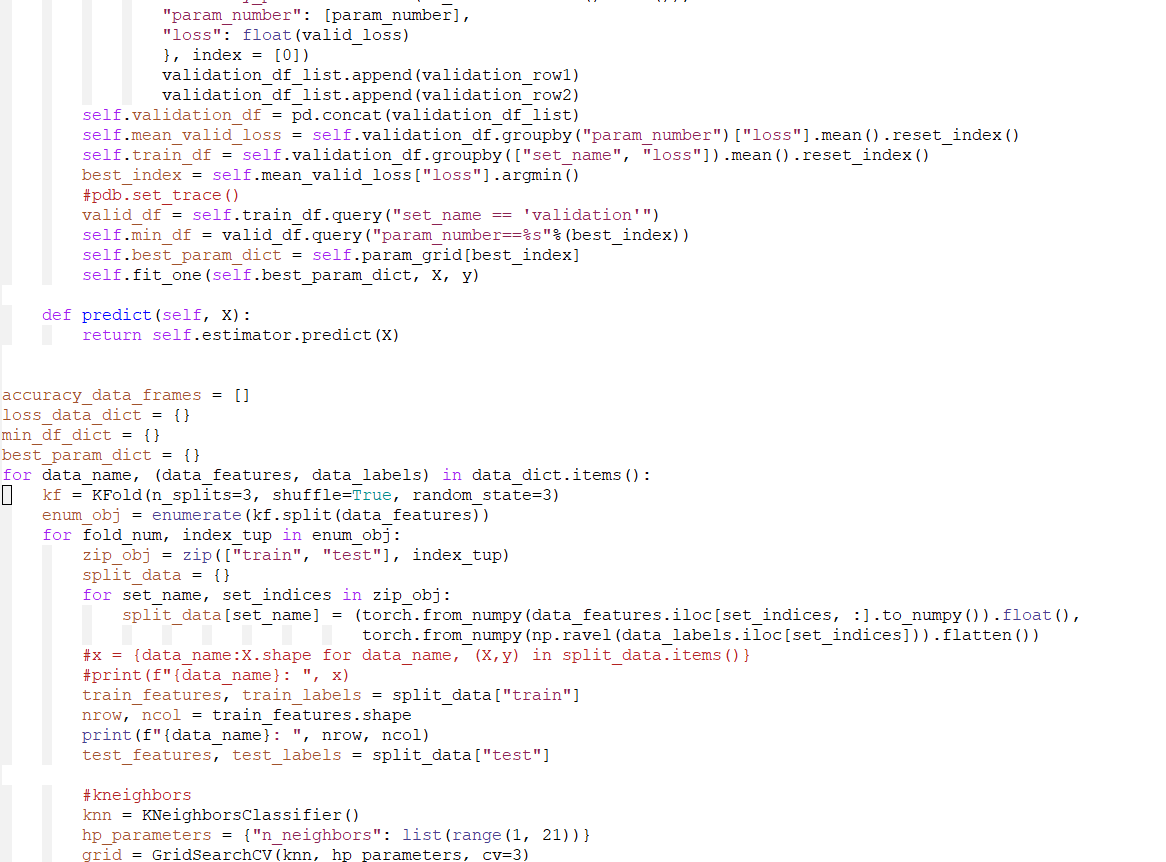 "param_number": [param_number],
"loss": float(valid_loss)
}, index = [0])
validation_df_list.append(validation_row1)
validation_df_list.append(validation_row2)
self.validation_df = pd.concat(validation_df_list)
self.mean_valid_loss = self.validation_df.groupby("param_number")["loss"].mean().reset_index()
self.train_df = self.validation_df.groupby(["set_name", "loss"]).mean().reset_index()
best_index = self.mean_valid_loss["loss"].argmin()
#pdb.set_trace()
valid_df = self.train_df.query("set_name == 'validation'")
self.min_df = valid_df.query("param_number==%s"%(best_index))
self.best_param_dict = self.param_grid[best_index]
self.fit_one(self.best_param_dict, X, y)
def predict(self, X):
return self.estimator.predict(X)
accuracy_data_frames = []
loss_data_dict = {}
min_df_dict = {}
best_param_dict = {}
for data_name, (data_features, data_labels) in data_dict.items():
kf = KFold(n_splits=3, shuffle=True, random_state=3)
enum_obj = enumerate(kf.split(data_features))
for fold_num, index_tup in enum_obj:
zip_obj = zip(["train", "test"], index_tup)
split_data = {}
for set_name, set_indices in zip_obj:
split_data[set_name] = (torch.from_numpy(data_features.iloc[set_indices, :].to_numpy()).float(),
torch.from_numpy(np.ravel(data_labels.iloc[set_indices])).flatten())
#x = {data_name:X.shape for data_name, (X,y) in split_data.items()}
#print(f"{data_name}: ", x)
train_features, train_labels = split_data["train"]
nrow, ncol = train_features.shape
print(f"{data_name}: ", nrow, ncol)
test_features, test_labels = split_data["test"]
#kneighbors
knn = KNeighborsClassifier()
hp_parameters = {"n_neighbors": list(range(1, 21))}
grid = GridSearchCV(knn, hp_parameters, cv=3)